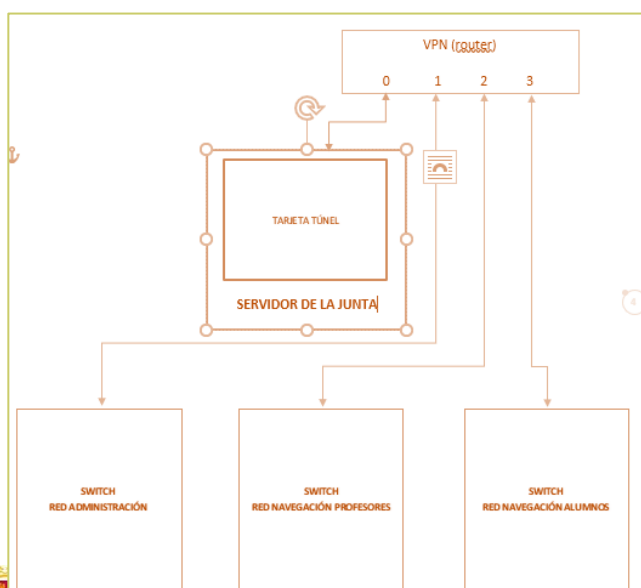 VPN (router)
0 1 2 3
TARJETA TÚNEL
SERVIDOR DE LA JUNTA
4
SWITCH
RED ADMINISTRACIÓN
SWITCH
RED NAVEGACIÓN PROFESORES
SWITCH
RED NAVEGACIÓN ALUMNOS